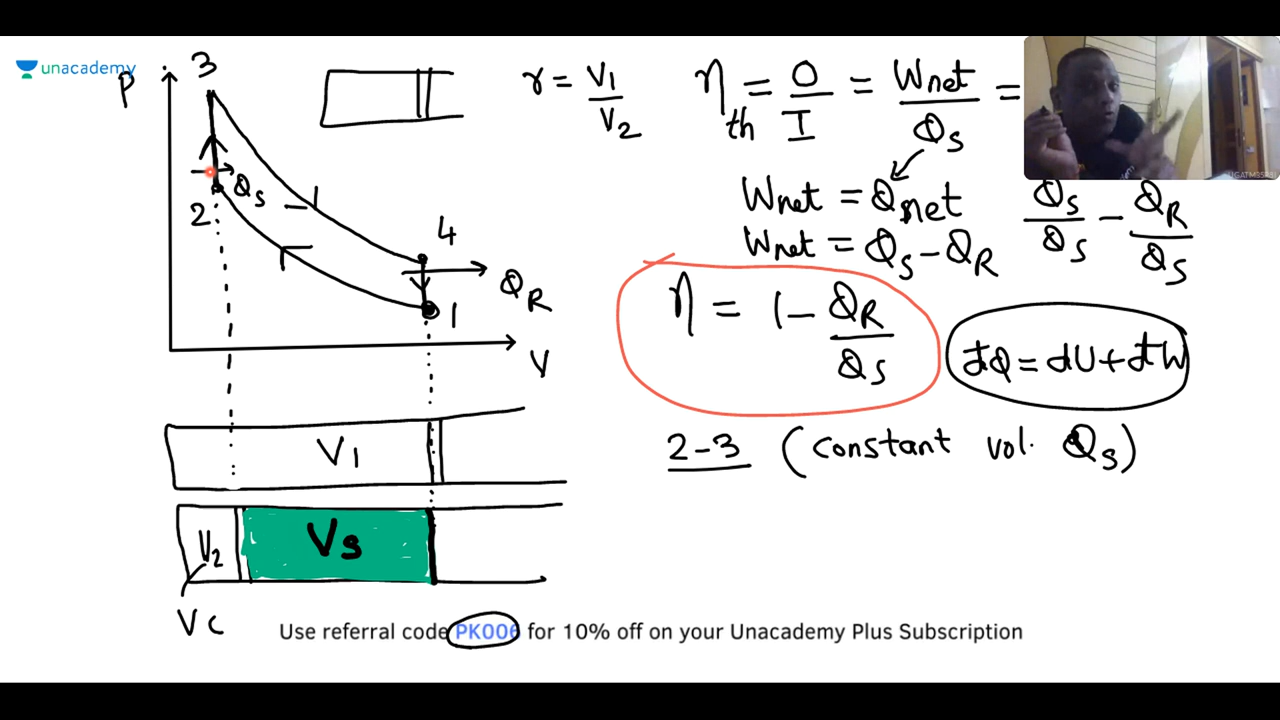 unacademy
P
3
2
Qs
4
QR
1
V
r = V1/V2
ηth = O/I = Wnet/Qs =
Wnet = Qnet
Wnet = Qs - QR
Qs/Qs - QR/Qs
η = 1 - QR/Qs
đQ = dU + đW
2-3 (constant vol. Qs)
V1
V2
Vs
Vc
Use referral code PK006 for 10% off on your Unacademy Plus Subscription